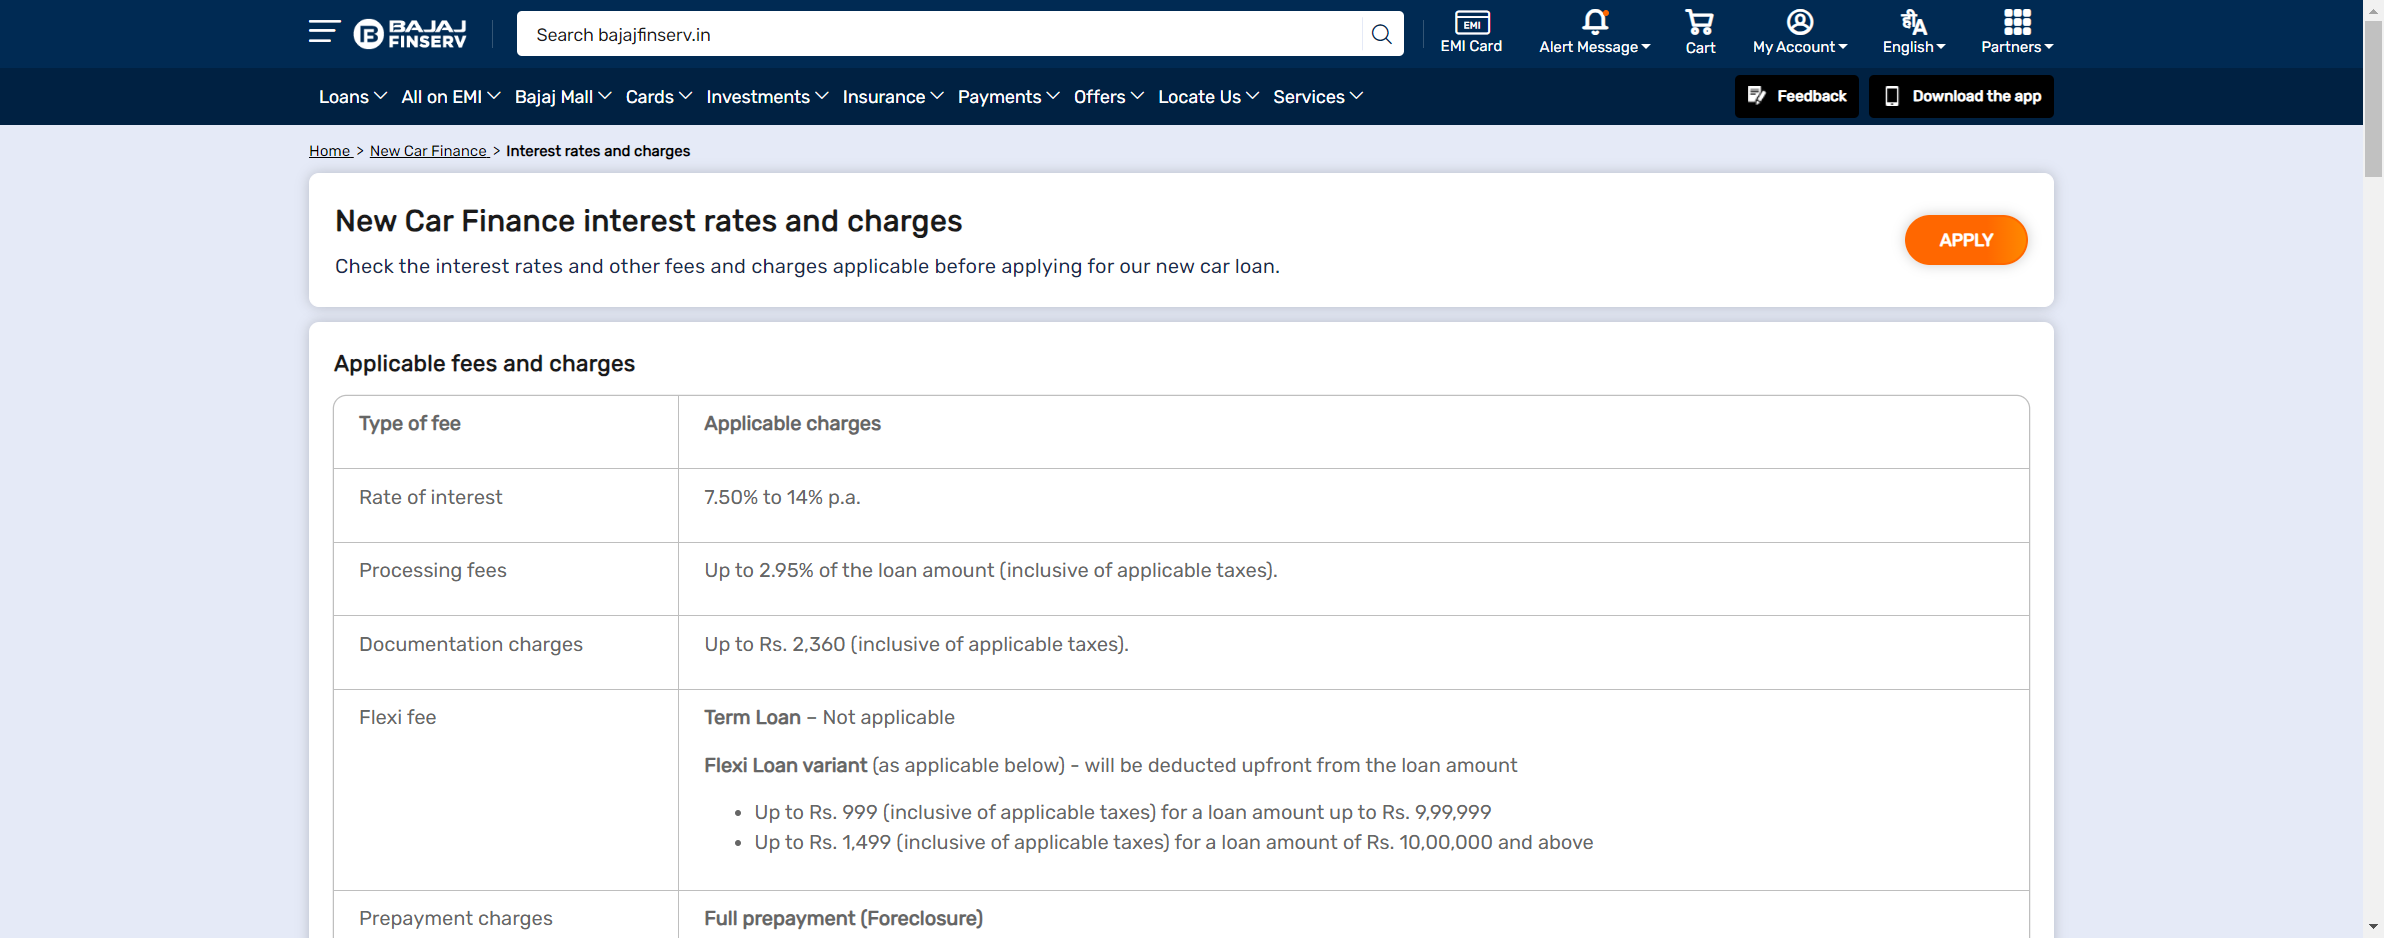 BAJAJ
FINSERV
Search bajajfinserv.in
EMI
EMI Card
Alert Message
Cart
My Account
हीA
English
Partners
Loans All on EMI Bajaj Mall Cards Investments Insurance Payments Offers Locate Us Services
Feedback
Download the app
Home > New Car Finance > Interest rates and charges
New Car Finance interest rates and charges
Check the interest rates and other fees and charges applicable before applying for our new car loan.
APPLY
Applicable fees and charges
Type of fee Applicable charges
Rate of interest 7.50% to 14% p.a.
Processing fees Up to 2.95% of the loan amount (inclusive of applicable taxes).
Documentation charges Up to Rs. 2,360 (inclusive of applicable taxes).
Flexi fee Term Loan – Not applicable
Flexi Loan variant (as applicable below) - will be deducted upfront from the loan amount
• Up to Rs. 999 (inclusive of applicable taxes) for a loan amount up to Rs. 9,99,999
• Up to Rs. 1,499 (inclusive of applicable taxes) for a loan amount of Rs. 10,00,000 and above
Prepayment charges Full prepayment (Foreclosure)